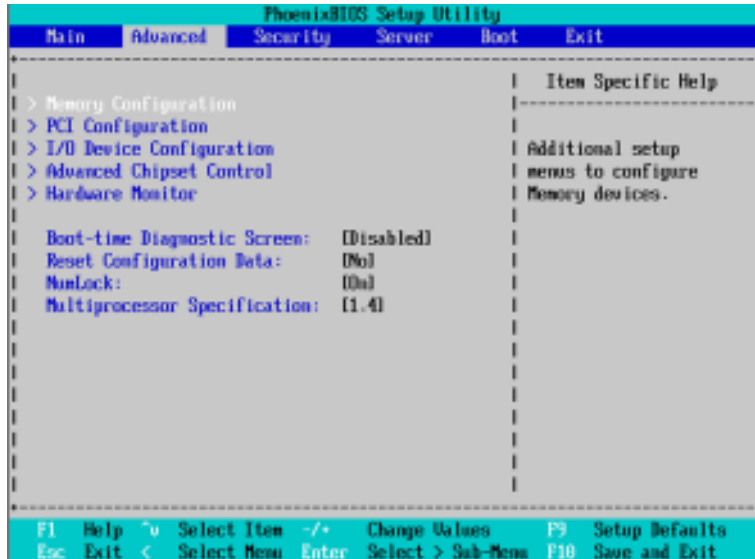 PhoenixBIOS Setup Utility
Main Advanced Security Server Boot Exit
Item Specific Help
> Memory Configuration
> PCI Configuration
> I/O Device Configuration
> Advanced Chipset Control
> Hardware Monitor
Additional setup
menus to configure
Memory devices.
Boot-time Diagnostic Screen: [Disabled]
Reset Configuration Data: [No]
NumLock: [On]
Multiprocessor Specification: [1.4]
F1 Help ^v Select Item -/+ Change Values F9 Setup Defaults
Esc Exit < Select Menu Enter Select > Sub-Menu F10 Save and Exit